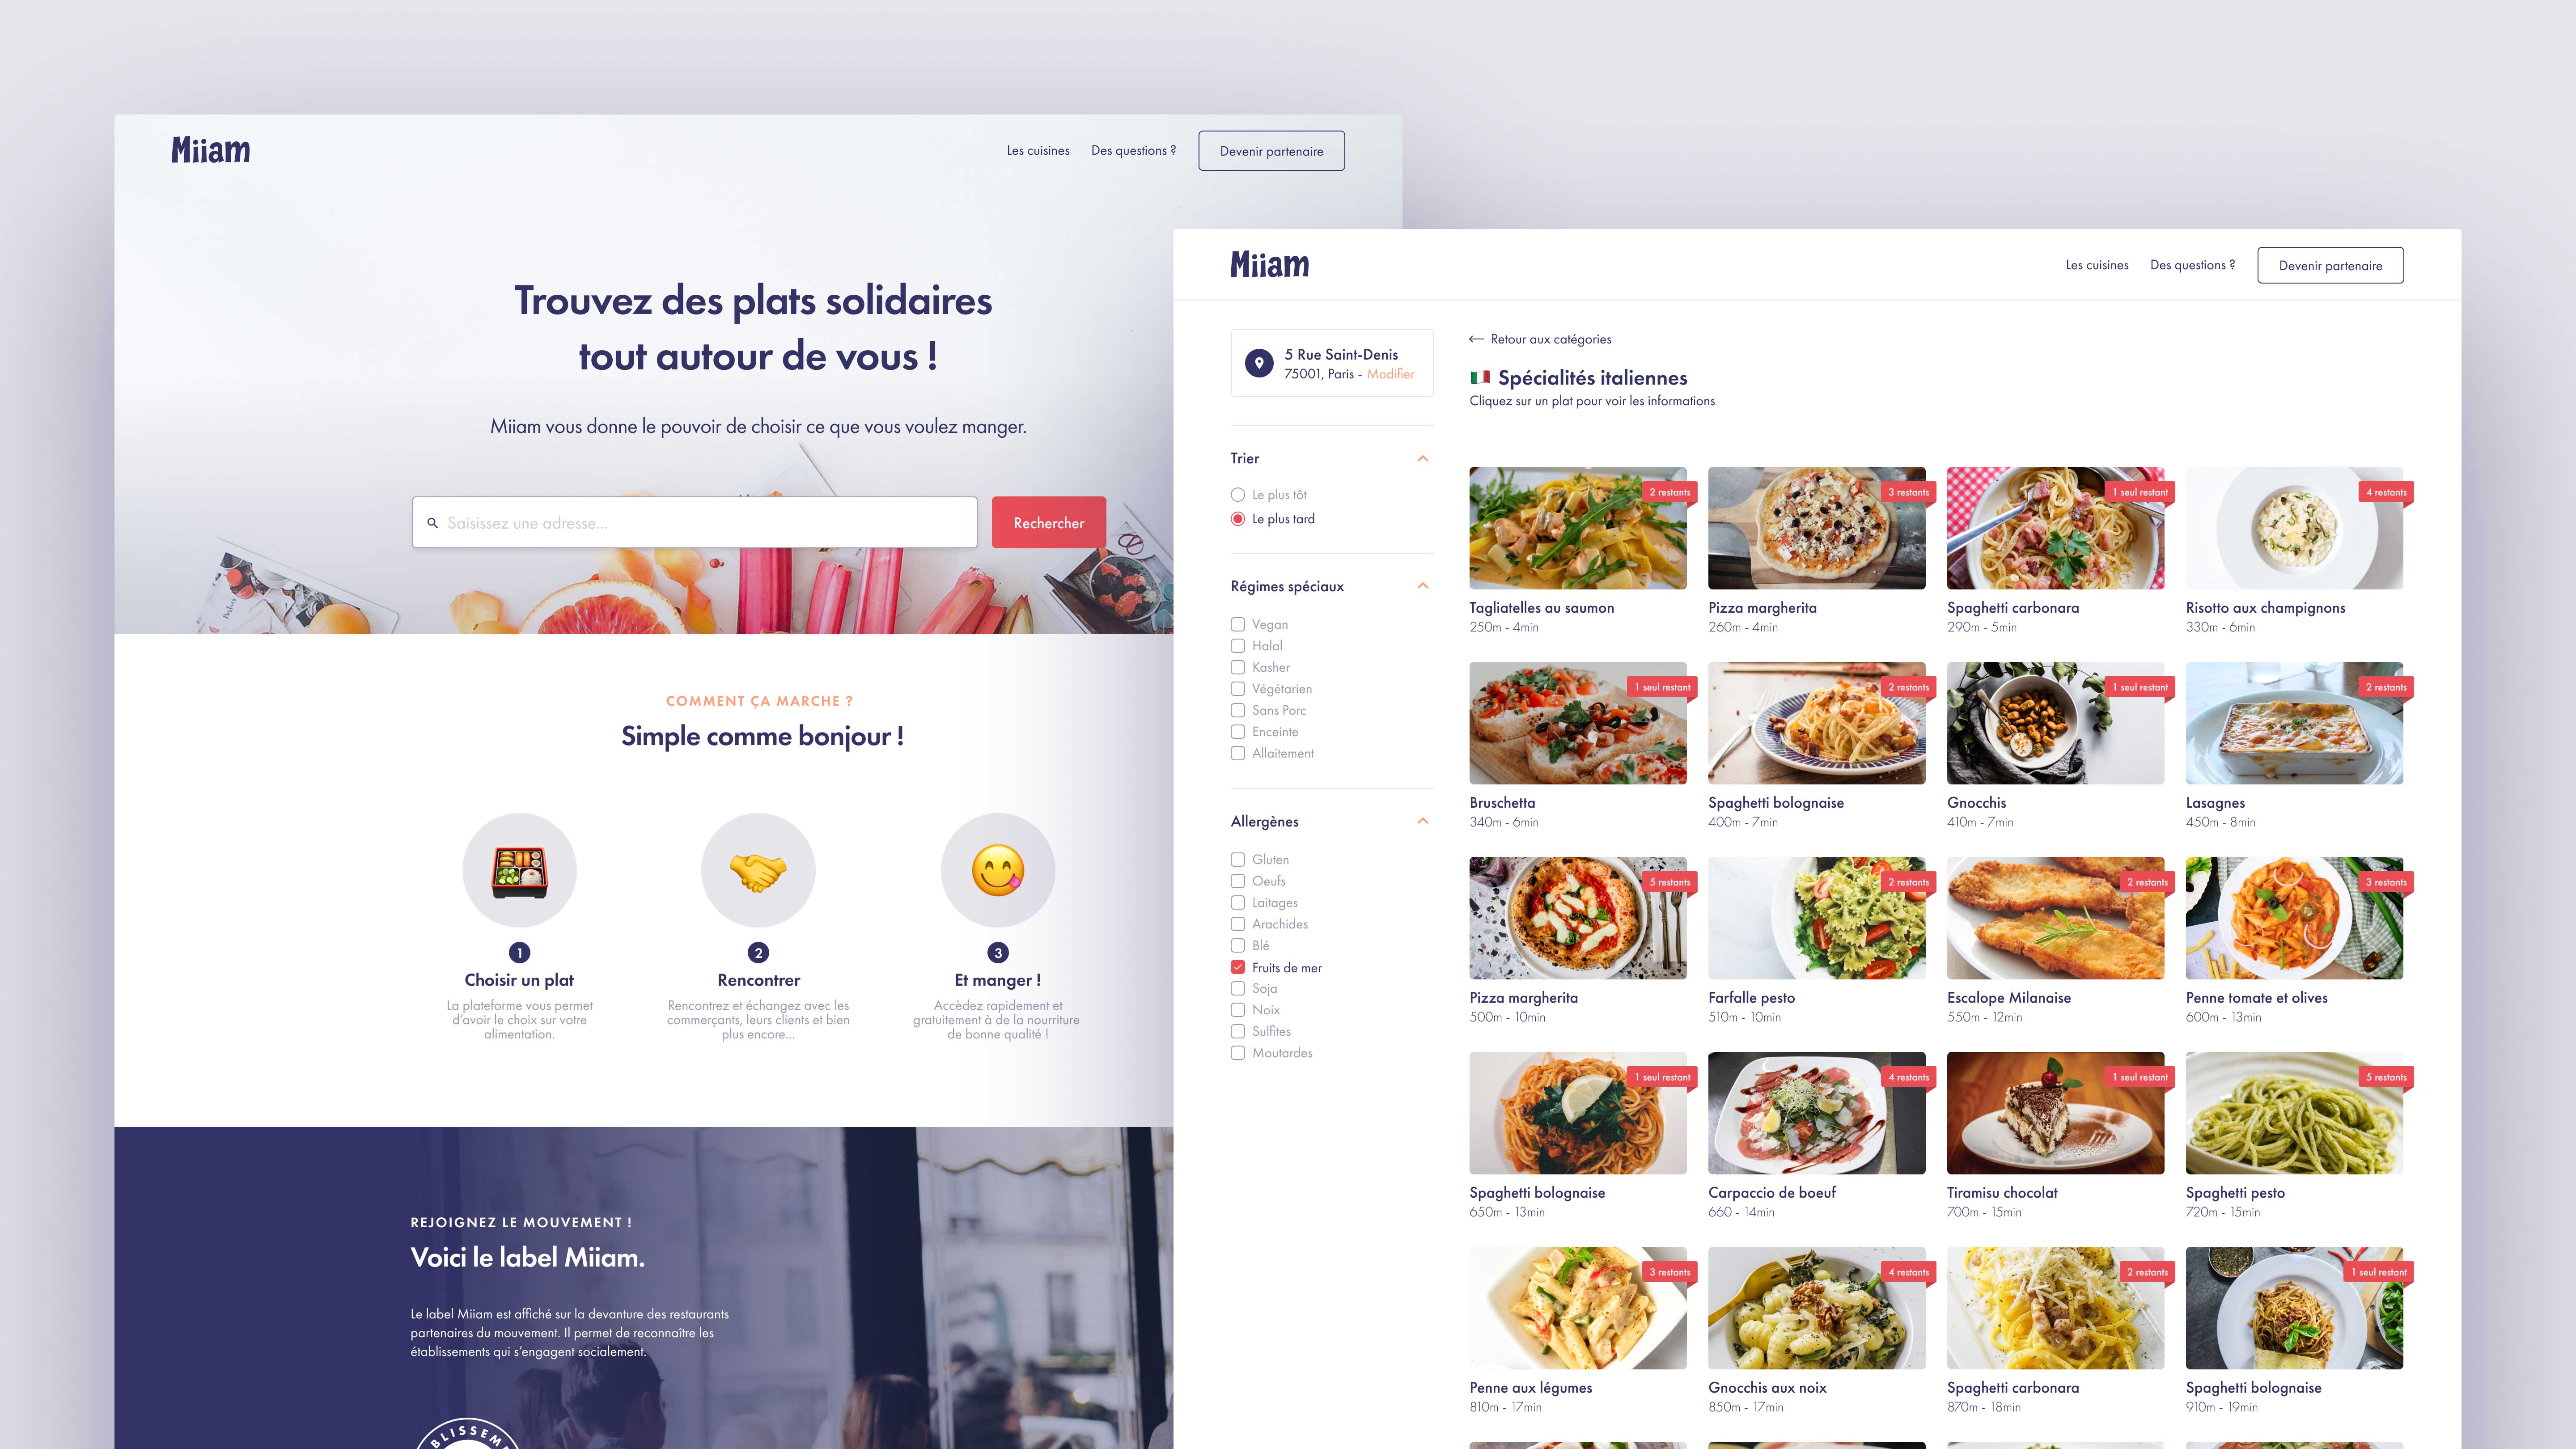 Miiam
Les cuisines
Des questions ?
Devenir partenaire
Trouvez des plats solidaires
tout autour de vous !
Miiam vous donne le pouvoir de choisir ce que vous voulez manger.
Saisissez une adresse...
Rechercher
COMMENT ÇA MARCHE ?
Simple comme bonjour !
1
Choisir un plat
La plateforme vous permet
d'avoir le choix sur votre
alimentation.
2
Rencontrer
Rencontrez et échangez avec les
commerçants, leurs clients et bien
plus encore...
3
Et manger !
Accèdez rapidement et
gratuitement à de la nourriture
de bonne qualité !
REJOIGNEZ LE MOUVEMENT !
Voici le label Miiam.
Le label Miiam est affiché sur la devanture des restaurants
partenaires du mouvement. Il permet de reconnaître les
établissements qui s'engagent socialement.
Miiam
Les cuisines
Des questions ?
Devenir partenaire
5 Rue Saint-Denis
75001, Paris - Modifier
Trier
Le plus tôt
Le plus tard
Régimes spéciaux
Vegan
Halal
Kasher
Végétarien
Sans Porc
Enceinte
Allaitement
Allergènes
Gluten
Oeufs
Laitages
Arachides
Blé
Fruits de mer
Soja
Noix
Sulfites
Moutardes
Retour aux catégories
Spécialités italiennes
Cliquez sur un plat pour voir les informations
2 restants
Tagliatelles au saumon
250m - 4min
3 restants
Pizza margherita
260m - 4min
1 seul restant
Spaghetti carbonara
290m - 5min
4 restants
Risotto aux champignons
330m - 6min
1 seul restant
Bruschetta
340m - 6min
2 restants
Spaghetti bolognaise
400m - 7min
1 seul restant
Gnocchis
410m - 7min
2 restants
Lasagnes
450m - 8min
5 restants
Pizza margherita
500m - 10min
2 restants
Farfalle pesto
510m - 10min
2 restants
Escalope Milanaise
550m - 12min
3 restants
Penne tomate et olives
600m - 13min
1 seul restant
Spaghetti bolognaise
650m - 13min
4 restants
Carpaccio de boeuf
660 - 14min
1 seul restant
Tiramisu chocolat
700m - 15min
5 restants
Spaghetti pesto
720m - 15min
3 restants
Penne aux légumes
810m - 17min
4 restants
Gnocchis aux noix
850m - 17min
2 restants
Spaghetti carbonara
870m - 18min
1 seul restant
Spaghetti bolognaise
910m - 19min